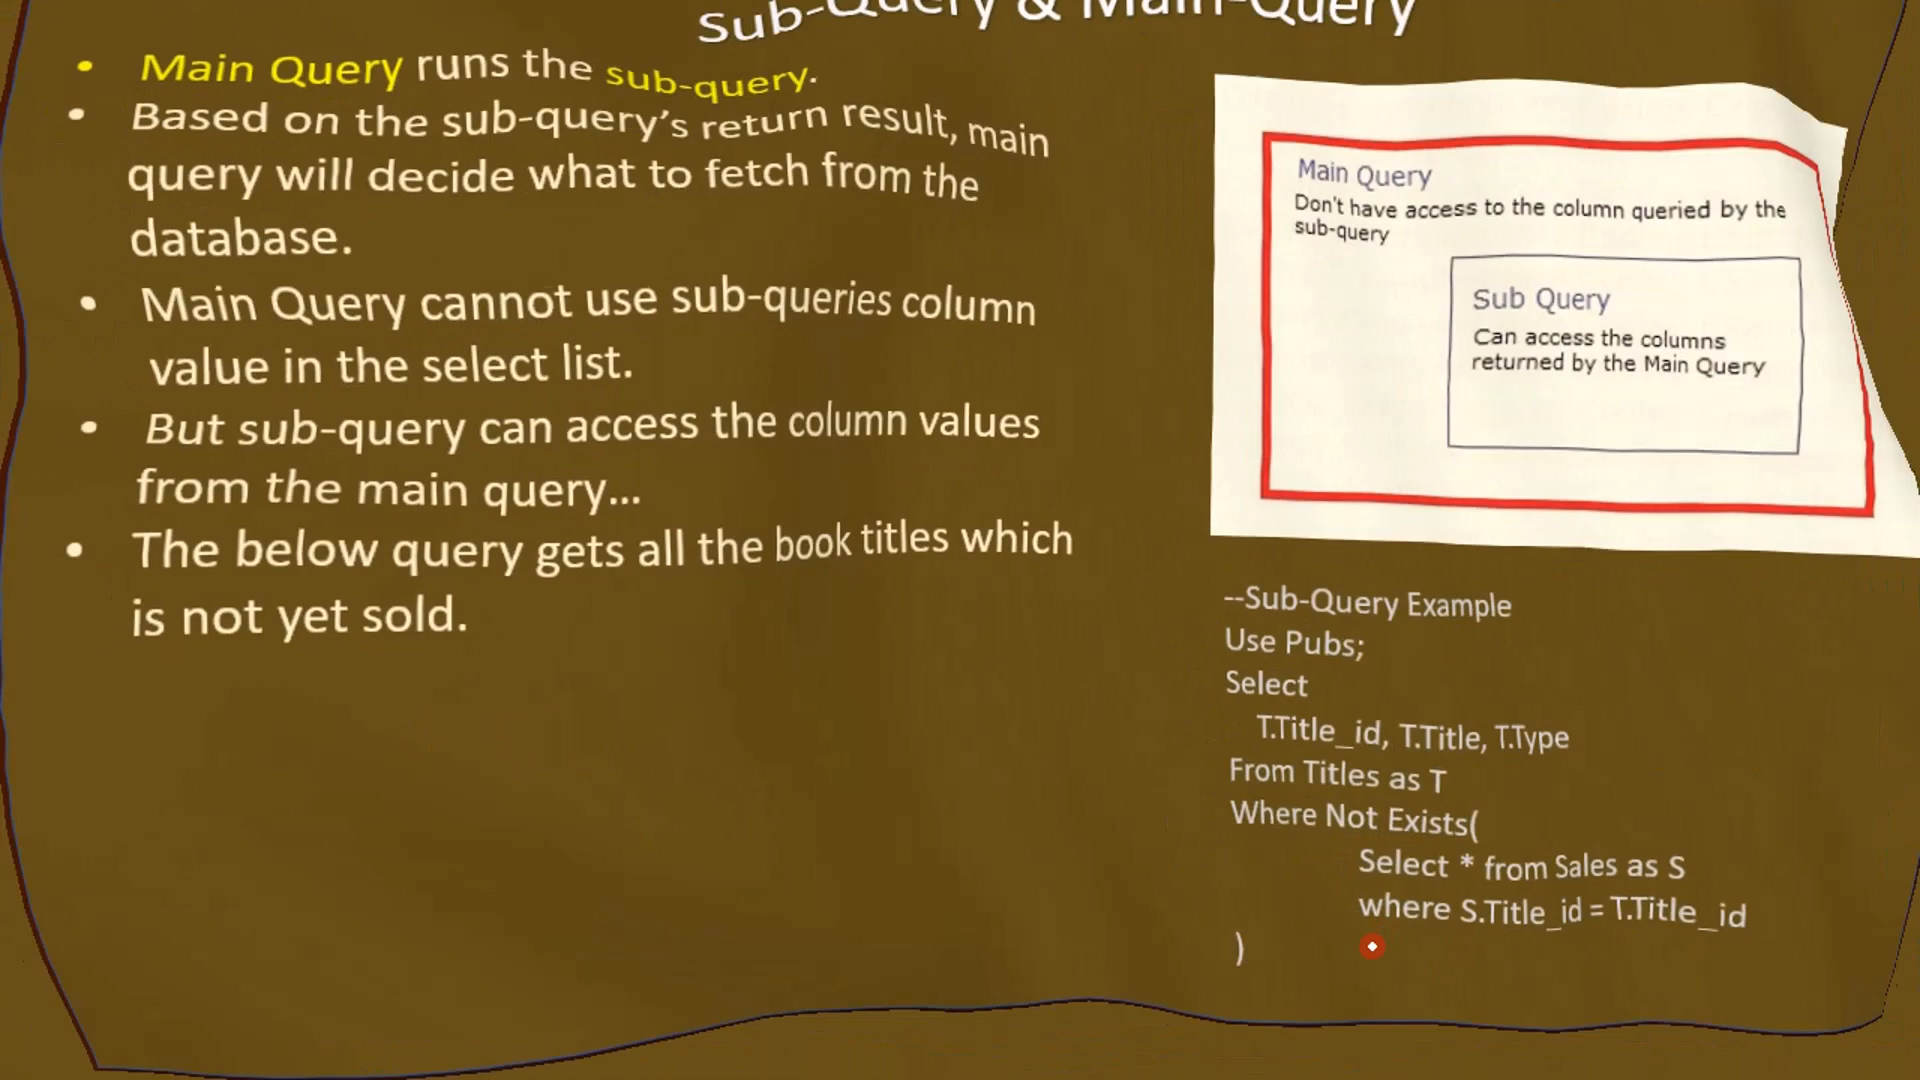 Sub-Query & Main-Query
• Main Query runs the sub-query.
• Based on the sub-query's return result, main
query will decide what to fetch from the
database.
• Main Query cannot use sub-queries column
value in the select list.
• But sub-query can access the column values
from the main query...
• The below query gets all the book titles which
is not yet sold.
Main Query
Don't have access to the column queried by the
sub-query
Sub Query
Can access the columns
returned by the Main Query
--Sub-Query Example
Use Pubs;
Select
T.Title_id, T.Title, T.Type
From Titles as T
Where Not Exists(
Select * from Sales as S
where S.Title_id = T.Title_id
)